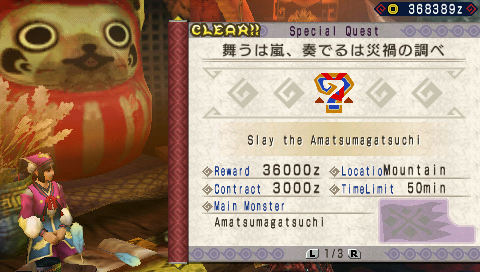 368389z
CLEAR!!
Special Quest
舞うは嵐、奏でるは災禍の調べ
Slay the Amatsumagatsuchi
Reward 36000z
Locatio Mountain
Contract 3000z
TimeLimit 50min
Main Monster
Amatsumagatsuchi
L 1/3 R